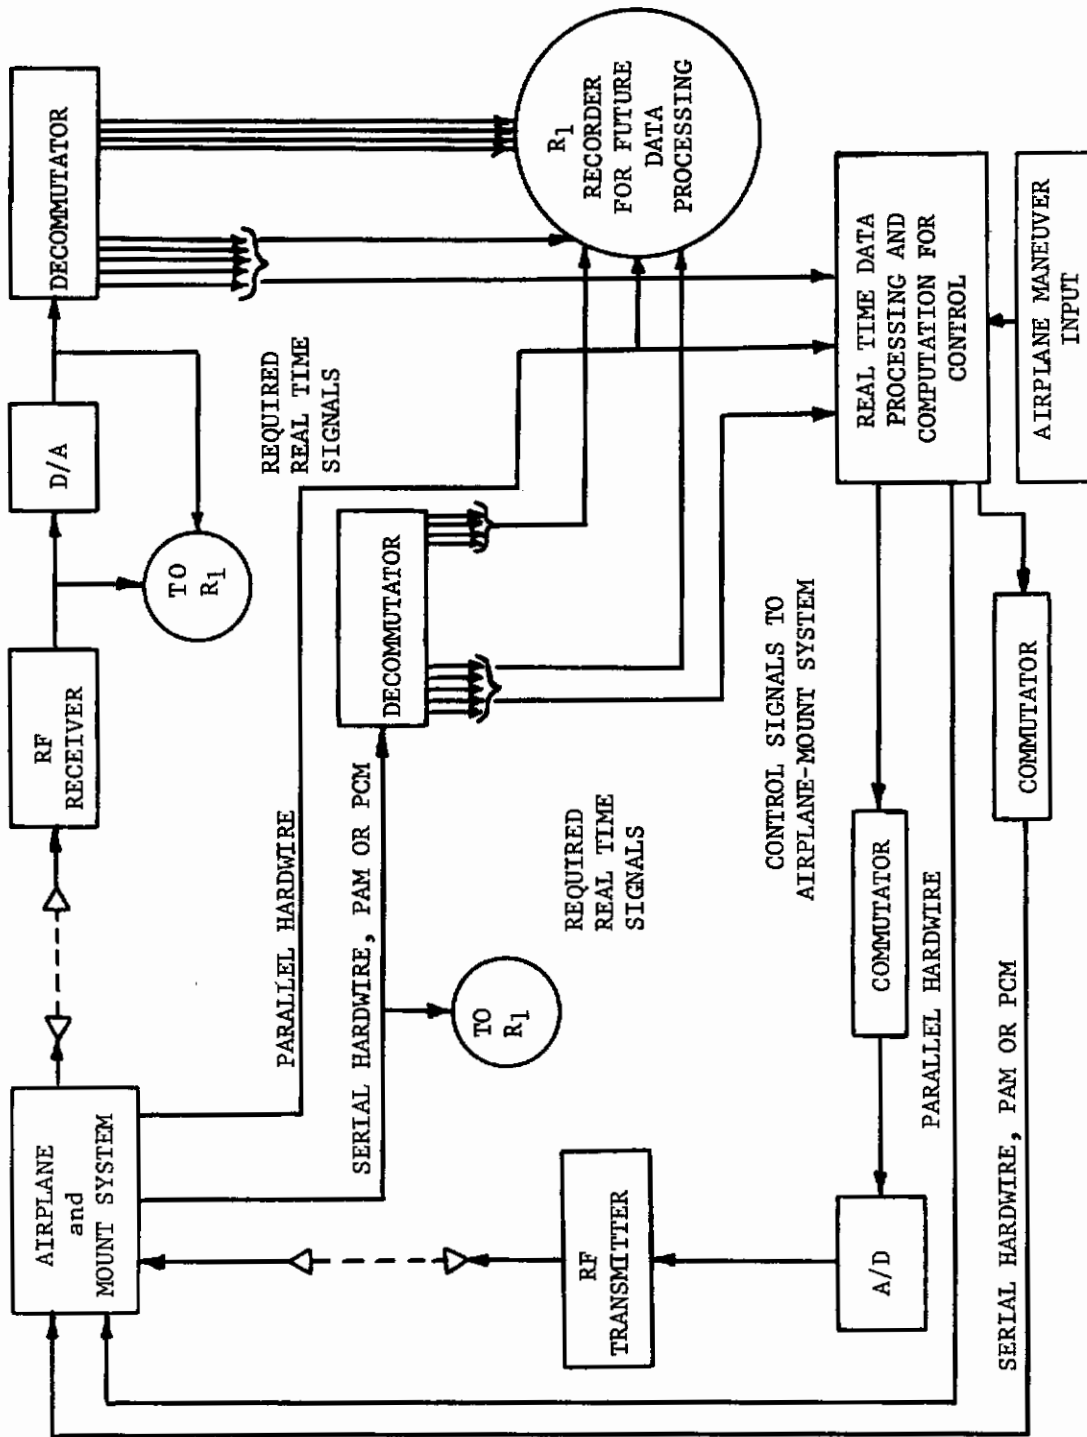 AIRPLANE
and
MOUNT SYSTEM
RF
RECEIVER
D/A
DECOMMUTATOR
TO
R1
REQUIRED
REAL TIME
SIGNALS
PARALLEL HARDWIRE
SERIAL HARDWIRE, PAM OR PCM
DECOMMUTATOR
TO
R1
R1
RECORDER
FOR FUTURE
DATA
PROCESSING
REQUIRED
REAL TIME
SIGNALS
RF
TRANSMITTER
CONTROL SIGNALS TO
AIRPLANE-MOUNT SYSTEM
A/D
COMMUTATOR
REAL TIME DATA
PROCESSING AND
COMPUTATION FOR
CONTROL
PARALLEL HARDWIRE
COMMUTATOR
SERIAL HARDWIRE, PAM OR PCM
AIRPLANE MANEUVER
INPUT